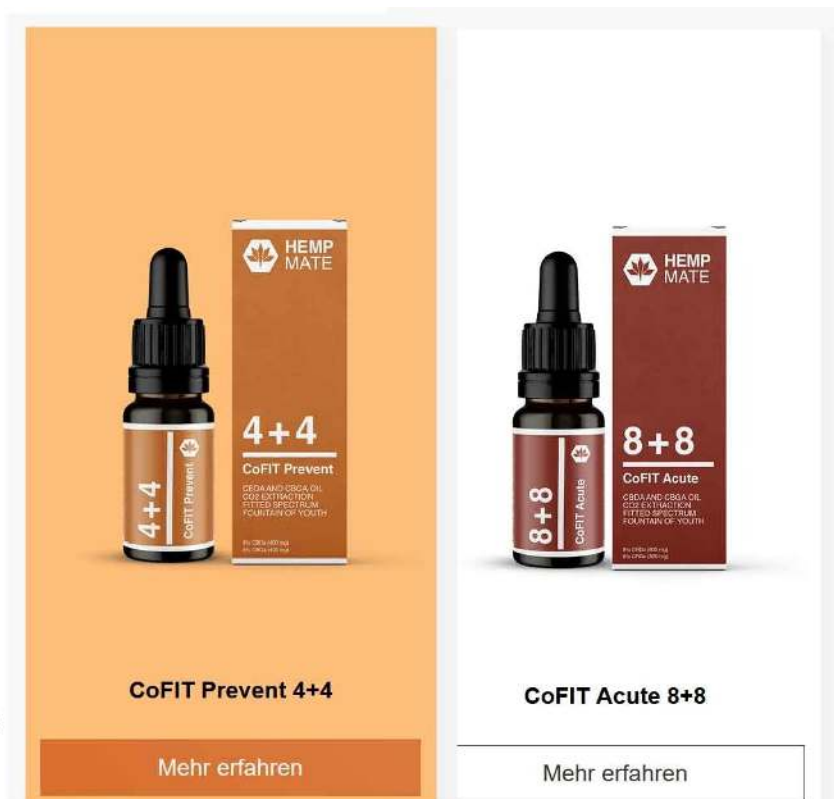 HEMP
MATE
4+4
CoFIT Prevent
CBDA AND CBGA OIL
CO2 EXTRACTION
FITTED SPECTRUM
FOUNTAIN OF YOUTH
4+4
CoFIT Prevent
CoFIT Prevent 4+4
Mehr erfahren
HEMP
MATE
8+8
CoFIT Acute
CBDA AND CBGA OIL
CO2 EXTRACTION
FITTED SPECTRUM
FOUNTAIN OF YOUTH
8+8
CoFIT Acute
CoFIT Acute 8+8
Mehr erfahren